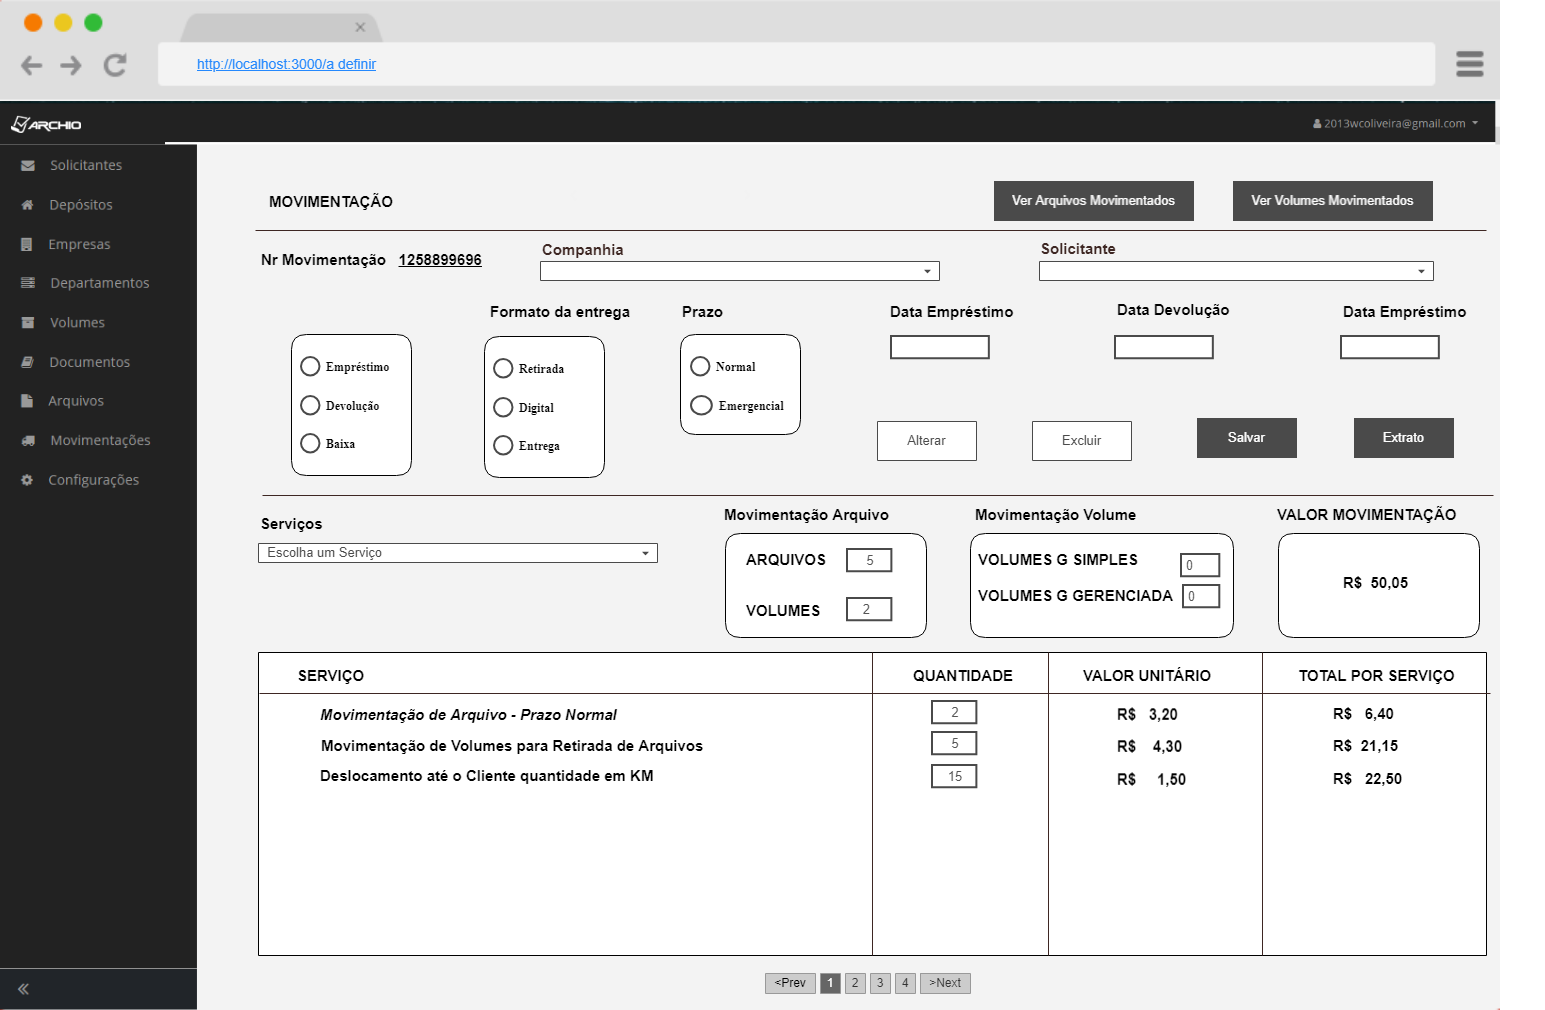 http://localhost:3000/a definir
ARCHIO
2013wcoliveira@gmail.com
Solicitantes
Depósitos
Empresas
Departamentos
Volumes
Documentos
Arquivos
Movimentações
Configurações
MOVIMENTAÇÃO
Ver Arquivos Movimentados
Ver Volumes Movimentados
Nr Movimentação 1258899696
Companhia
Solicitante
Formato da entrega
Prazo
Data Empréstimo
Data Devolução
Data Empréstimo
Empréstimo
Devolução
Baixa
Retirada
Digital
Entrega
Normal
Emergencial
Alterar
Excluir
Salvar
Extrato
Serviços
Escolha um Serviço
Movimentação Arquivo
ARQUIVOS 5
VOLUMES 2
Movimentação Volume
VOLUMES G SIMPLES 0
VOLUMES G GERENCIADA 0
VALOR MOVIMENTAÇÃO
R$ 50,05
SERVIÇO QUANTIDADE VALOR UNITÁRIO TOTAL POR SERVIÇO
Movimentação de Arquivo - Prazo Normal 2 R$ 3,20 R$ 6,40
Movimentação de Volumes para Retirada de Arquivos 5 R$ 4,30 R$ 21,15
Deslocamento até o Cliente quantidade em KM 15 R$ 1,50 R$ 22,50
<Prev 1 2 3 4 >Next